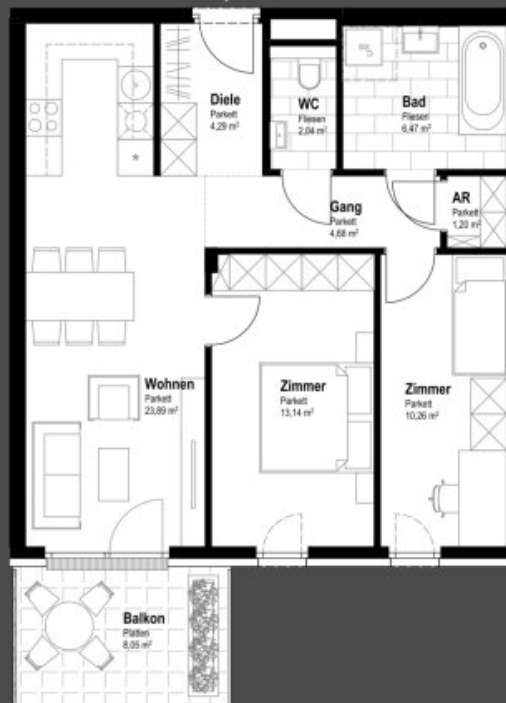 Diele
Parkett
4,29 m²
WC
Fliesen
2,04 m²
Bad
Fliesen
6,47 m²
AR
Parkett
1,20 m²
Gang
Parkett
4,68 m²
Wohnen
Parkett
23,89 m²
Zimmer
Parkett
13,14 m²
Zimmer
Parkett
10,26 m²
Balkon
Platten
8,05 m²